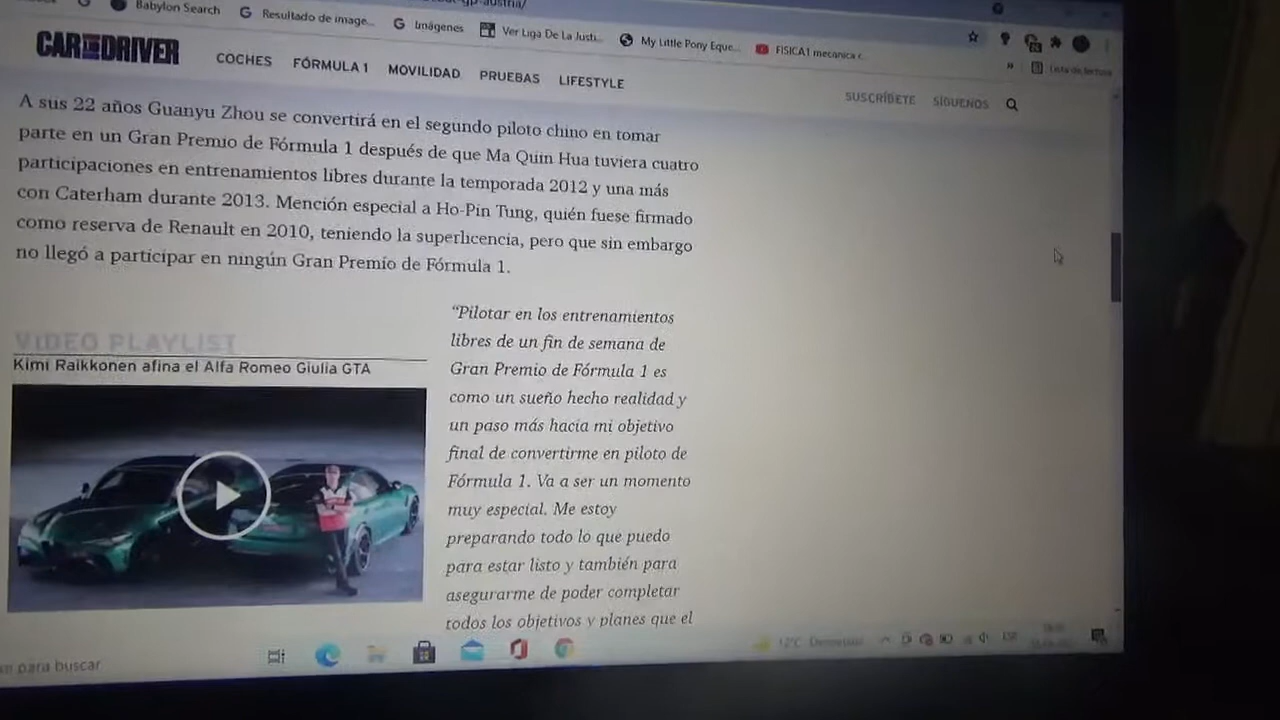 -gp-austria/
Babylon Search
Resultado de image...
Imágenes
Ver Liga De La Justi...
My Little Pony Eque...
FISICA1 mecanica r...
»
Lista de lectura
CAR AND DRIVER
COCHES
FÓRMULA 1
MOVILIDAD
PRUEBAS
LIFESTYLE
SUSCRÍBETE
SÍGUENOS
A sus 22 años Guanyu Zhou se convertirá en el segundo piloto chino en tomar
parte en un Gran Premio de Fórmula 1 después de que Ma Quin Hua tuviera cuatro
participaciones en entrenamientos libres durante la temporada 2012 y una más
con Caterham durante 2013. Mención especial a Ho-Pin Tung, quién fuese firmado
como reserva de Renault en 2010, teniendo la superlicencia, pero que sin embargo
no llegó a participar en ningún Gran Premio de Fórmula 1.
VIDEO PLAYLIST
Kimi Raikkonen afina el Alfa Romeo Giulia GTA
“Pilotar en los entrenamientos
libres de un fin de semana de
Gran Premio de Fórmula 1 es
como un sueño hecho realidad y
un paso más hacia mi objetivo
final de convertirme en piloto de
Fórmula 1. Va a ser un momento
muy especial. Me estoy
preparando todo lo que puedo
para estar listo y también para
asegurarme de poder completar
todos los objetivos y planes que el
para buscar
12°C
ESP